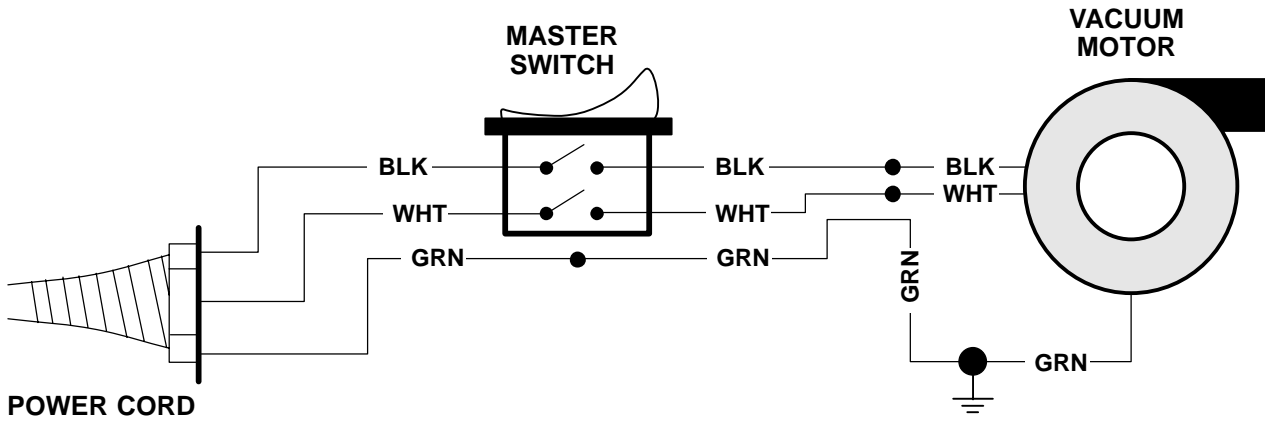 VACUUM
MOTOR
MASTER
SWITCH
BLK
BLK
BLK
WHT
WHT
WHT
GRN
GRN
GRN
GRN
POWER CORD